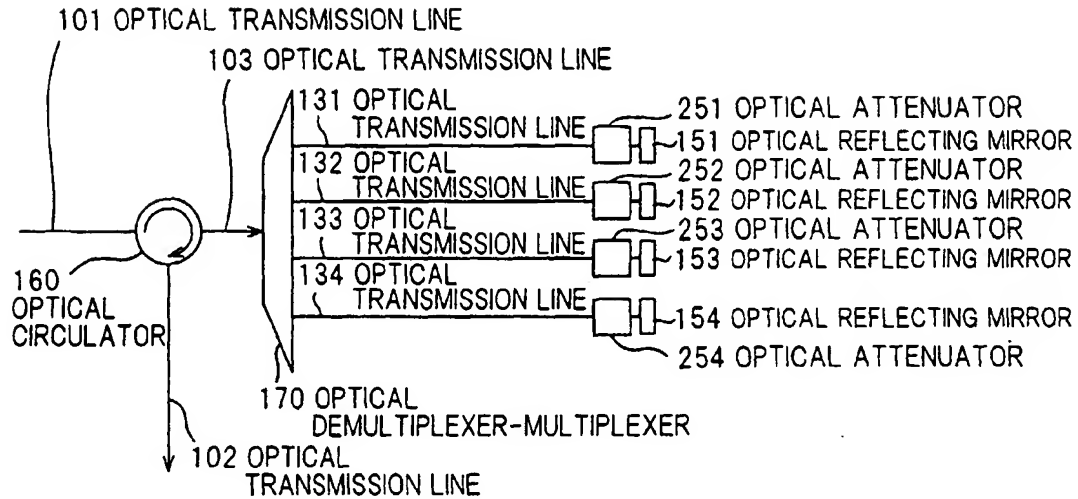 101 OPTICAL TRANSMISSION LINE
103 OPTICAL TRANSMISSION LINE
131 OPTICAL
TRANSMISSION LINE
251 OPTICAL ATTENUATOR
151 OPTICAL REFLECTING MIRROR
132 OPTICAL
TRANSMISSION LINE
252 OPTICAL ATTENUATOR
152 OPTICAL REFLECTING MIRROR
133 OPTICAL
TRANSMISSION LINE
253 OPTICAL ATTENUATOR
153 OPTICAL REFLECTING MIRROR
134 OPTICAL
TRANSMISSION LINE
154 OPTICAL REFLECTING MIRROR
254 OPTICAL ATTENUATOR
160
OPTICAL
CIRCULATOR
170 OPTICAL
DEMULTIPLEXER-MULTIPLEXER
102 OPTICAL
TRANSMISSION LINE